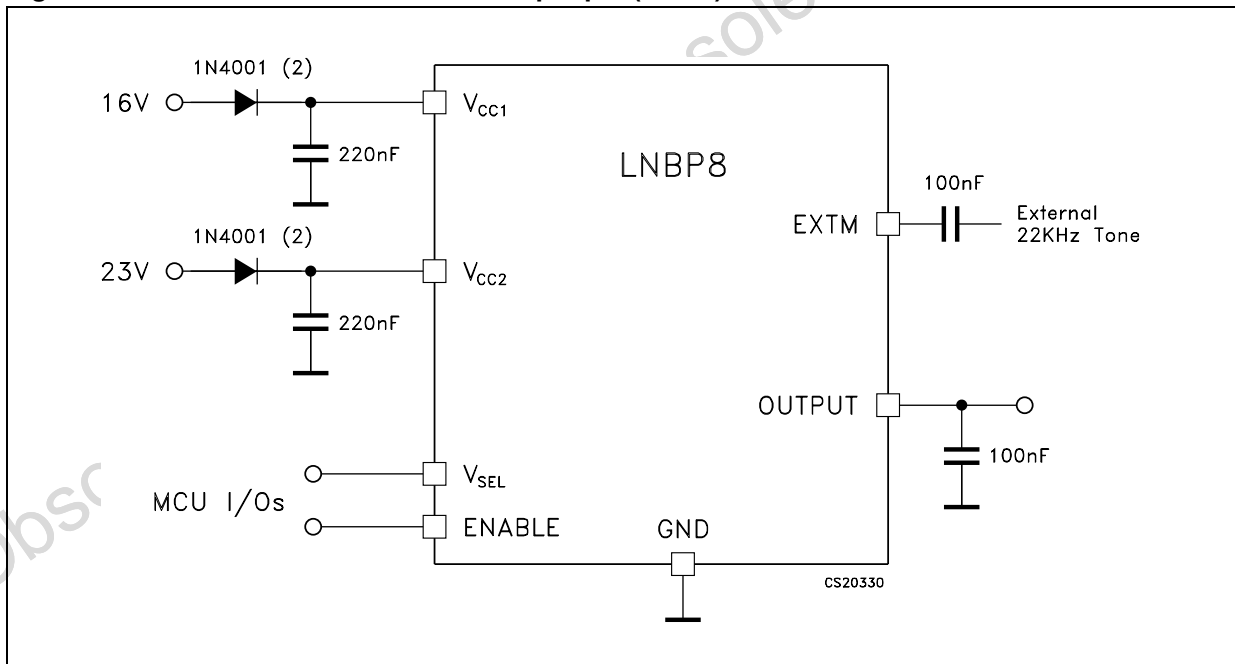 1N4001 (2)
16V
VCC1
220nF
LNBP8
100nF
EXTM
External
22KHz Tone
1N4001 (2)
23V
VCC2
220nF
OUTPUT
100nF
VSEL
MCU I/Os
ENABLE
GND
CS20330